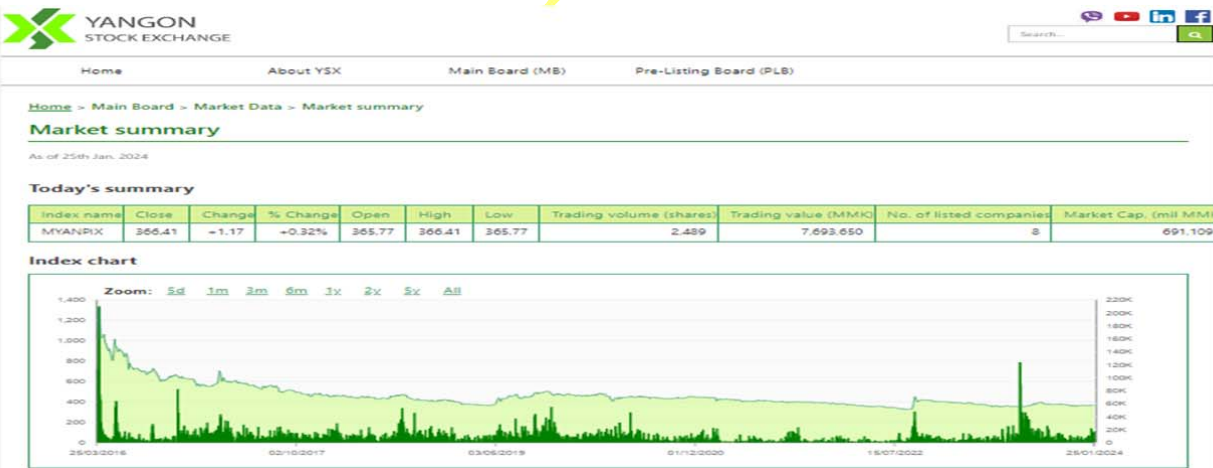 YANGON
STOCK EXCHANGE
Search...
Home About YSX Main Board (MB) Pre-Listing Board (PLB)
Home > Main Board > Market Data > Market summary
Market summary
As of 25th Jan. 2024
Today's summary
Index name Close Change % Change Open High Low Trading volume (shares) Trading value (MMK) No. of listed companies Market Cap. (mil MMK
MYANPIX 366.41 +1.17 +0.32% 365.77 366.41 365.77 2,489 7,693,650 8 691,109
Index chart
Zoom: 5d 1m 3m 6m 1y 2y 5y All
1,400 220K
1,200 200K
180K
1,000 160K
140K
800 120K
600 100K
80K
400 60K
40K
200 20K
0 0
25/03/2016 02/10/2017 03/06/2019 01/12/2020 15/07/2022 25/01/2024